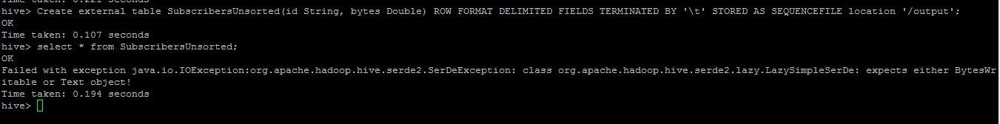 Time taken: 0.221 seconds
hive> Create external table SubscribersUnsorted(id String, bytes Double) ROW FORMAT DELIMITED FIELDS TERMINATED BY '\t' STORED AS SEQUENCEFILE location '/output';
OK
Time taken: 0.107 seconds
hive> select * from SubscribersUnsorted;
OK
Failed with exception java.io.IOException:org.apache.hadoop.hive.serde2.SerDeException: class org.apache.hadoop.hive.serde2.lazy.LazySimpleSerDe: expects either BytesWr
itable or Text object!
Time taken: 0.194 seconds
hive>